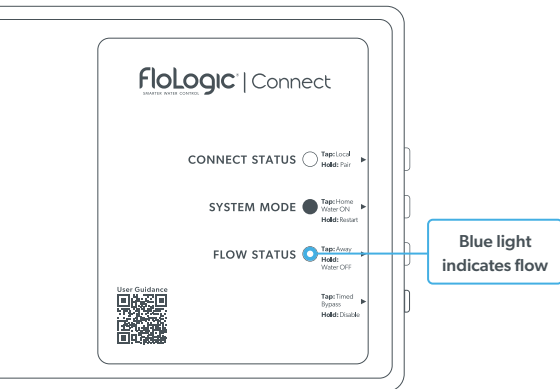 FloLogic | Connect
SMARTER WATER CONTROL
CONNECT STATUS
Tap: Local
Hold: Pair
SYSTEM MODE
Tap: Home
Water ON
Hold: Restart
FLOW STATUS
Tap: Away
Hold:
Water OFF
Blue light
indicates flow
User Guidance
Tap: Timed
Bypass
Hold: Disable